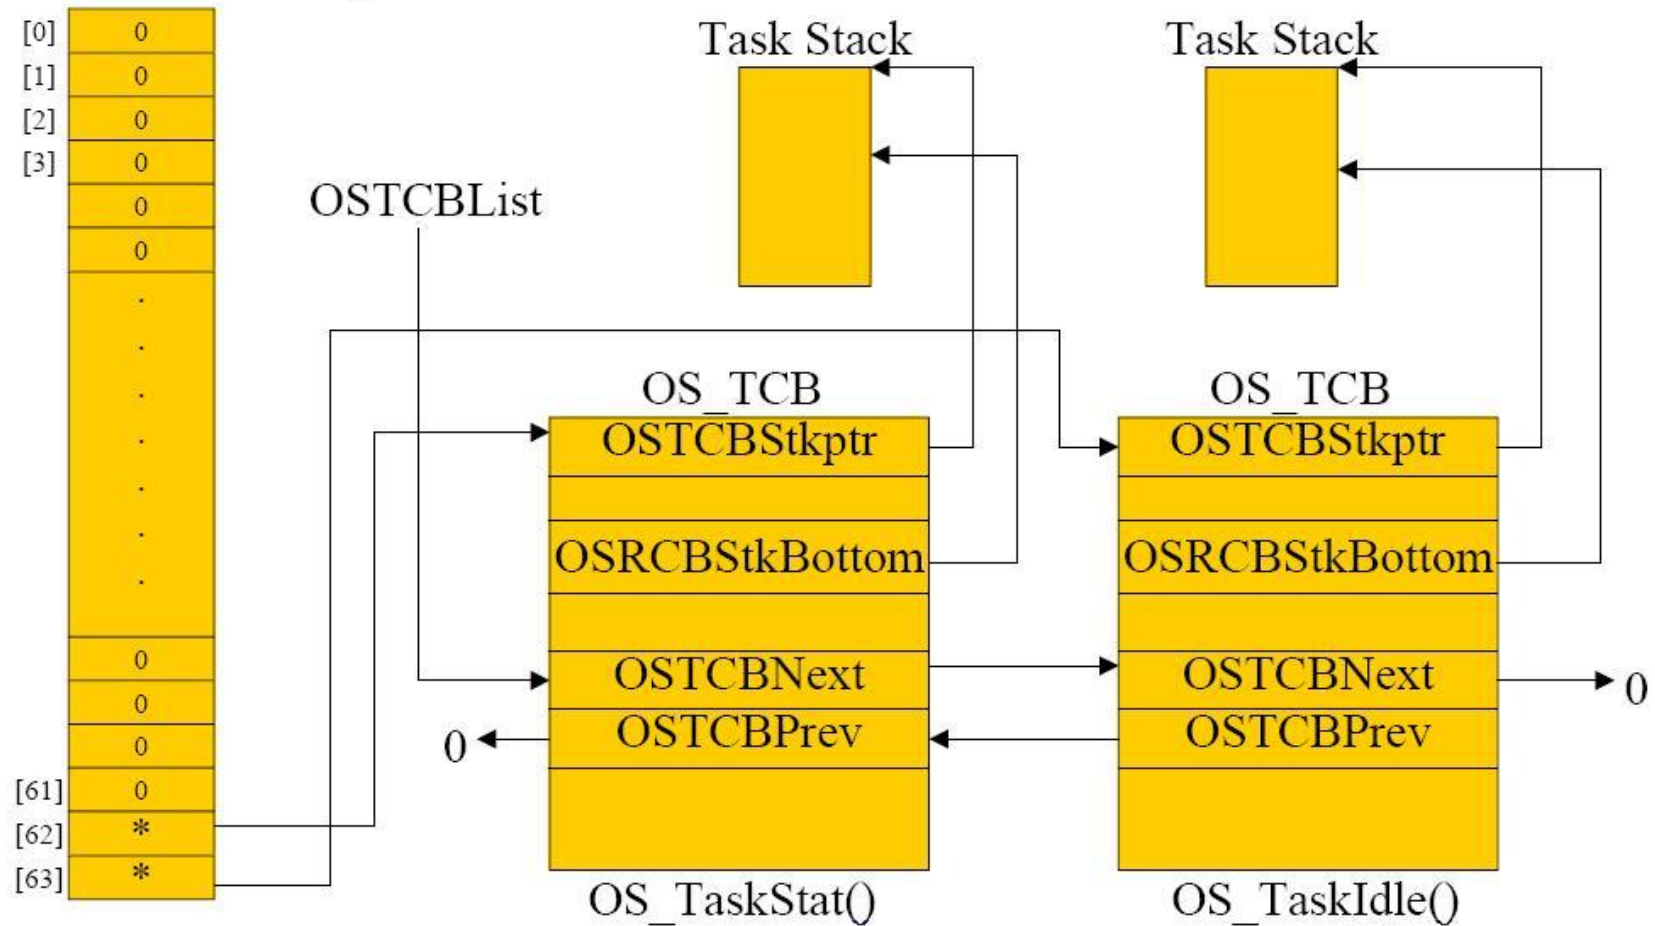 [0] 0
[1] 0
[2] 0
[3] 0
0
0
.
.
.
.
.
.
.
0
0
0
[61] 0
[62] *
[63] *
OSTCBList
Task Stack
Task Stack
OS_TCB
OSTCBStkptr
OSRCBStkBottom
OSTCBNext
0
OSTCBPrev
OS_TaskStat()
OS_TCB
OSTCBStkptr
OSRCBStkBottom
OSTCBNext
0
OSTCBPrev
OS_TaskIdle()